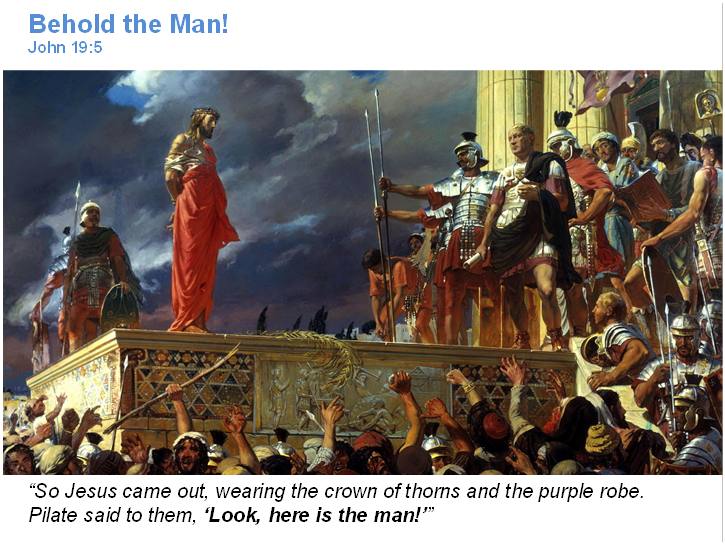 Behold the Man!
John 19:5
“So Jesus came out, wearing the crown of thorns and the purple robe.
Pilate said to them, ‘Look, here is the man!’”